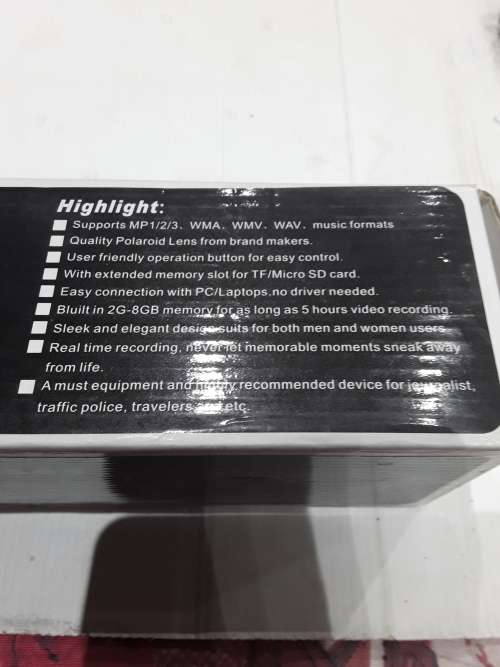 Highlight:
Supports MP1/2/3、WMA、WMV、WAV、music formats
Quality Polaroid Lens from brand makers.
User friendly operation button for easy control.
With extended memory slot for TF/Micro SD card.
Easy connection with PC/Laptops,no driver needed.
Bluilt in 2G-8GB memory for as long as 5 hours video recording.
Sleek and elegant design suits for both men and women users
Real time recording, never let memorable moments sneak away
from life.
A must equipment and highly recommended device for journalist,
traffic police, travelers and etc.